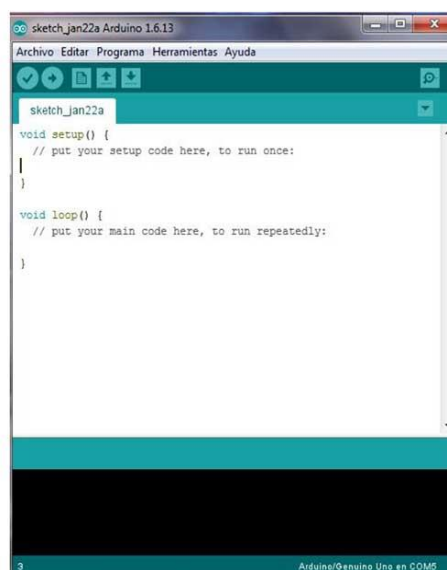 sketch_jan22a Arduino 1.6.13
Archivo Editar Programa Herramientas Ayuda
sketch_jan22a
void setup() {
  // put your setup code here, to run once:

}

void loop() {
  // put your main code here, to run repeatedly:

}
3 Arduino/Genuino Uno en COM5